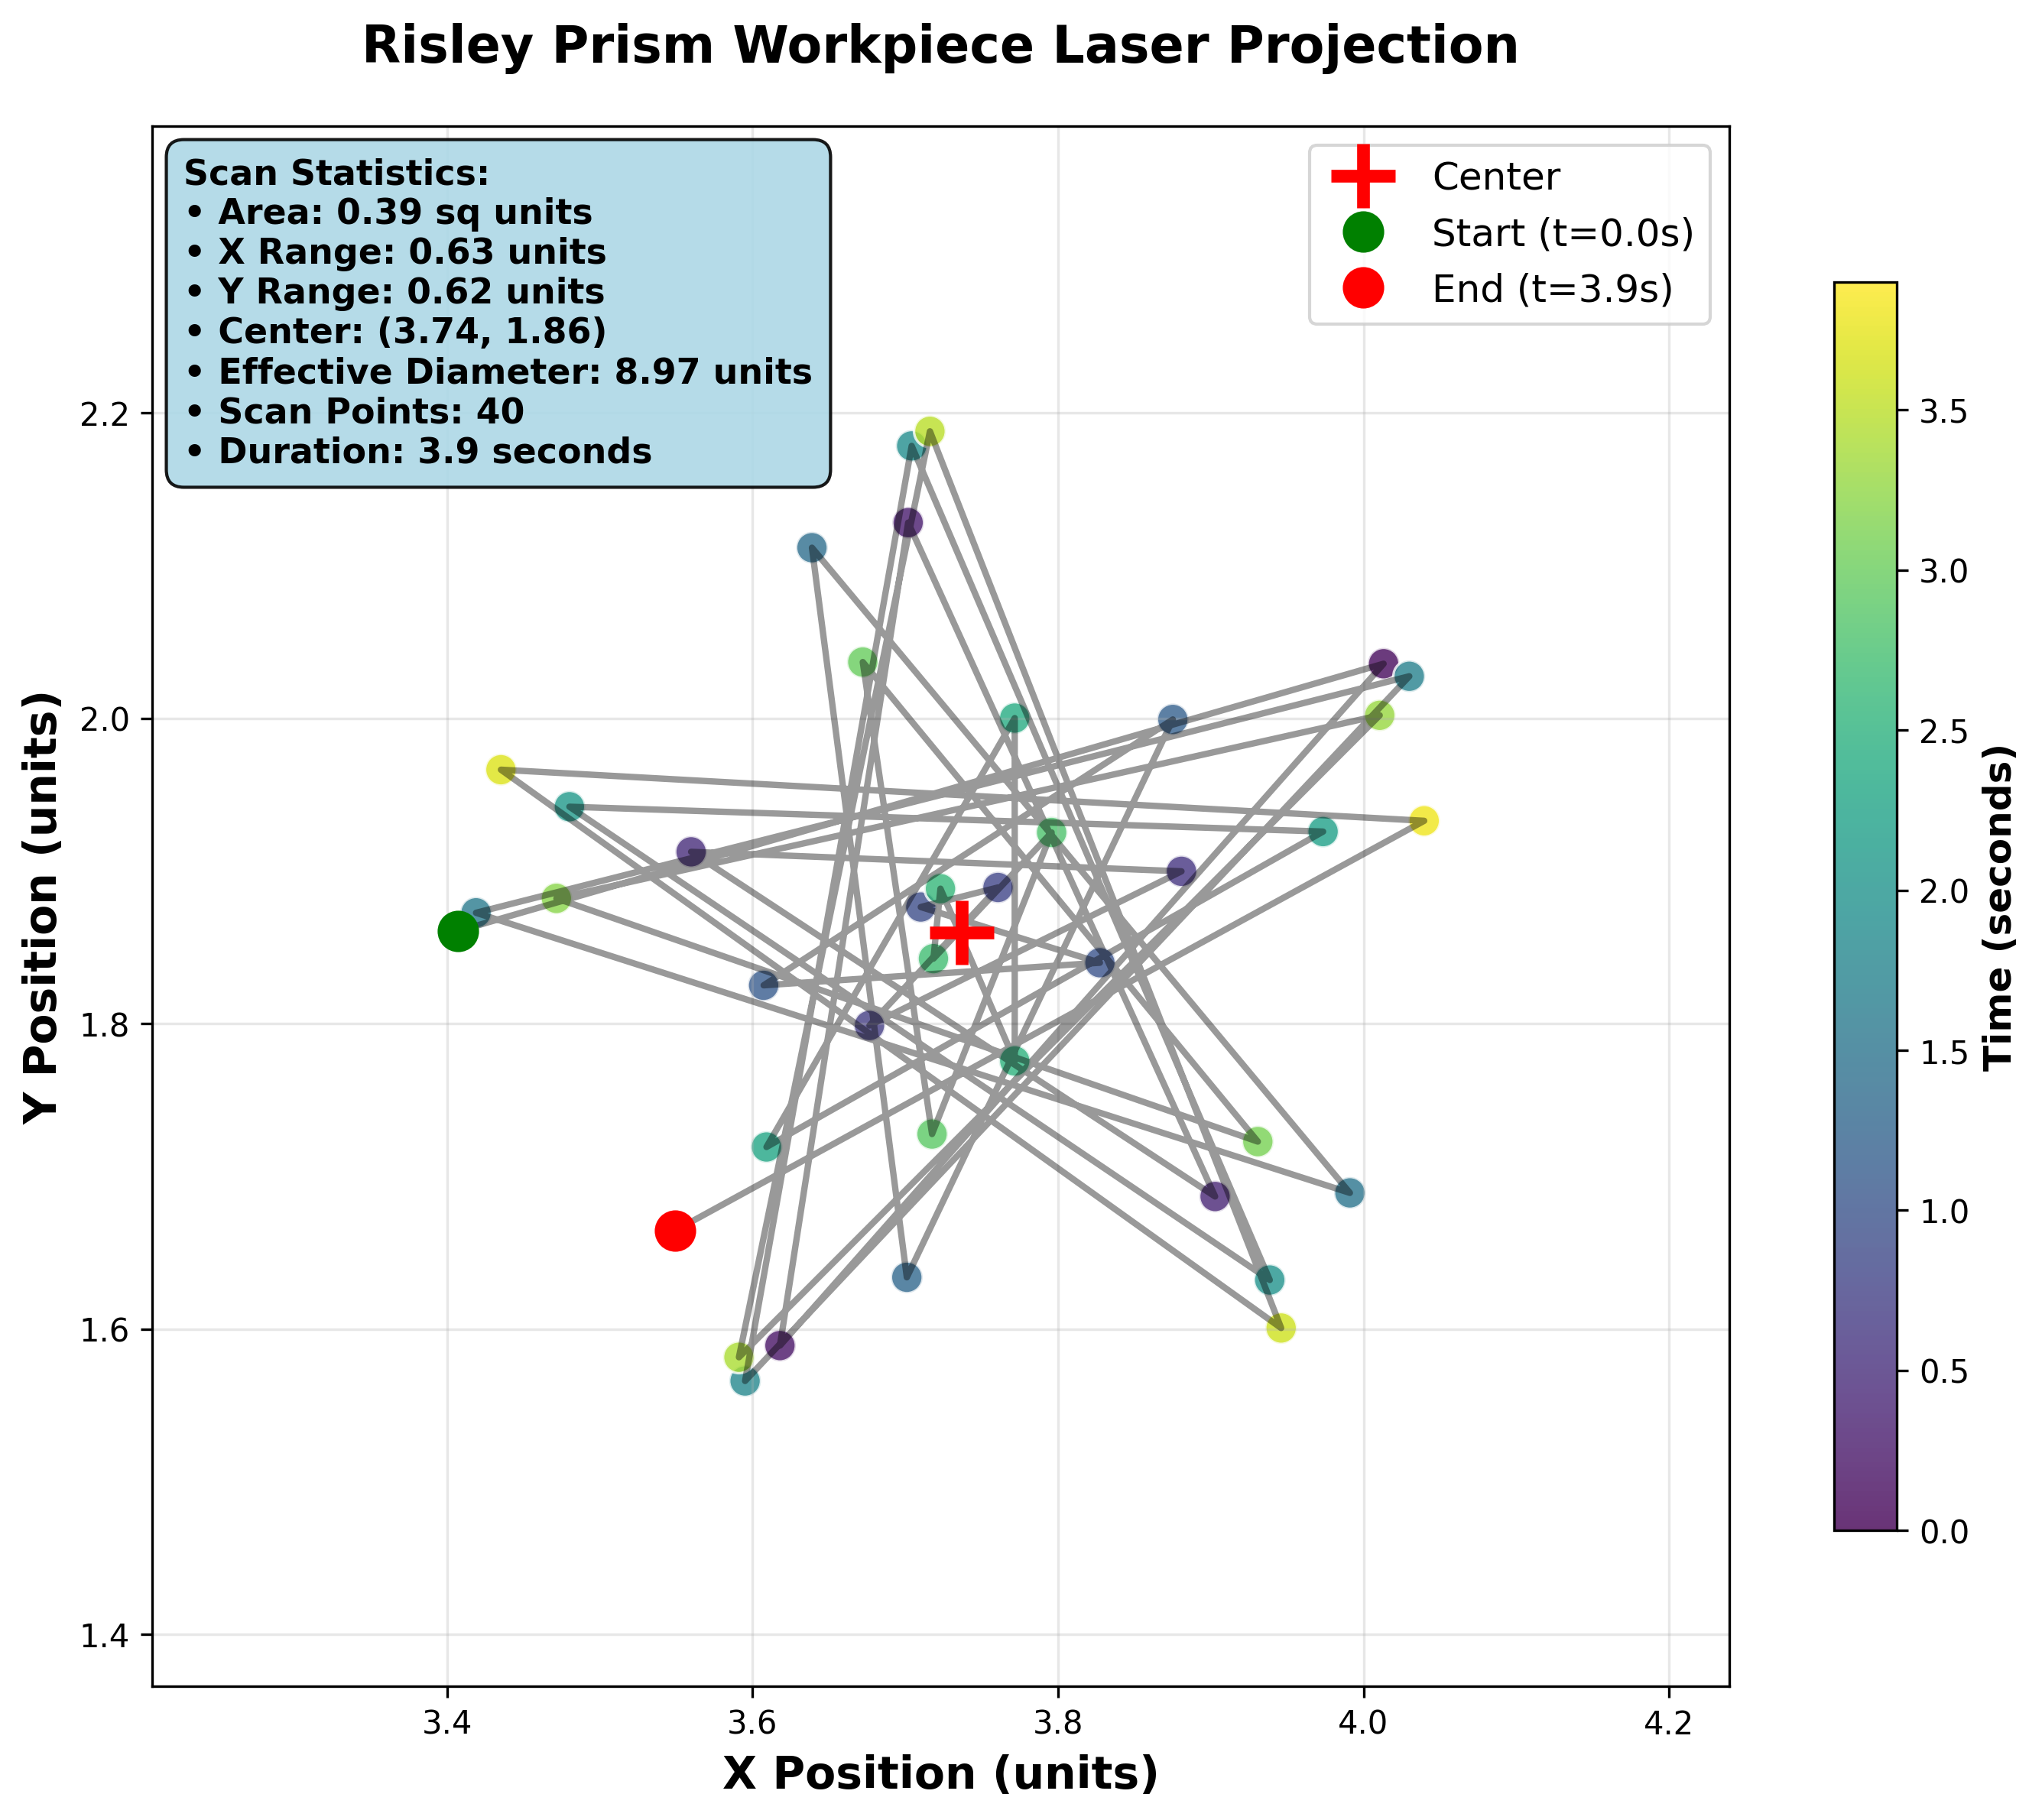 Risley Prism Workpiece Laser Projection
Scan Statistics:
• Area: 0.39 sq units
• X Range: 0.63 units
• Y Range: 0.62 units
• Center: (3.74, 1.86)
• Effective Diameter: 8.97 units
• Scan Points: 40
• Duration: 3.9 seconds
Center
Start (t=0.0s)
End (t=3.9s)
Y Position (units)
2.2
2.0
1.8
1.6
1.4
3.4
3.6
3.8
4.0
4.2
X Position (units)
3.5
3.0
2.5
2.0
1.5
1.0
0.5
0.0
Time (seconds)